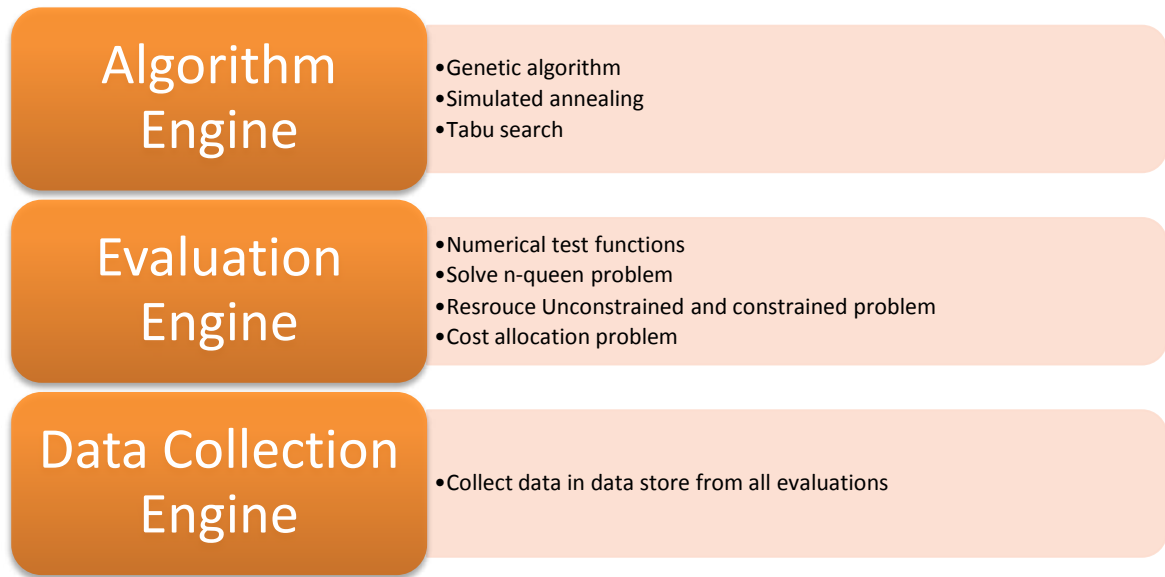 Algorithm
Engine
•Genetic algorithm
•Simulated annealing
•Tabu search
Evaluation
Engine
•Numerical test functions
•Solve n-queen problem
•Resrouce Unconstrained and constrained problem
•Cost allocation problem
Data Collection
Engine
•Collect data in data store from all evaluations